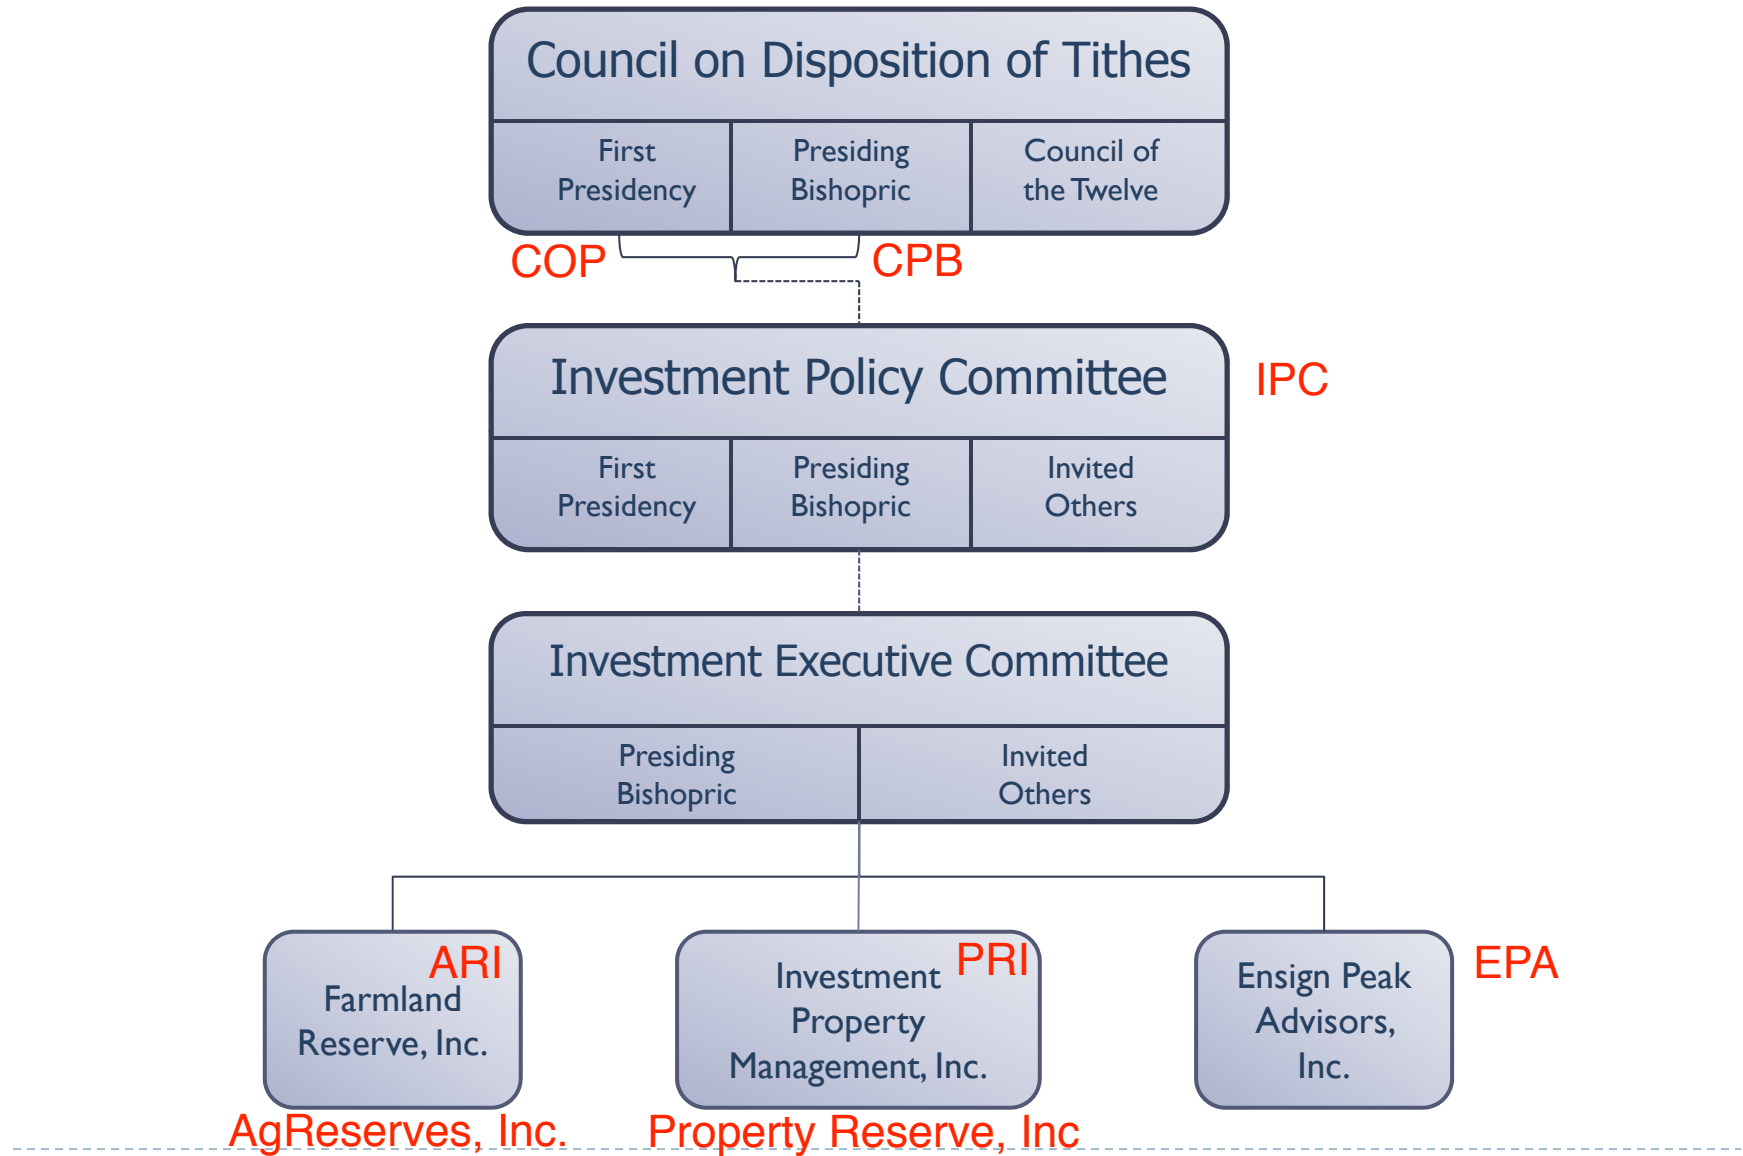 Council on Disposition of Tithes
First
Presidency
Presiding
Bishopric
Council of
the Twelve
COP
CPB
Investment Policy Committee
IPC
First
Presidency
Presiding
Bishopric
Invited
Others
Investment Executive Committee
Presiding
Bishopric
Invited
Others
ARI
Farmland
Reserve, Inc.
AgReserves, Inc.
PRI
Investment
Property
Management, Inc.
Property Reserve, Inc
Ensign Peak
Advisors,
Inc.
EPA